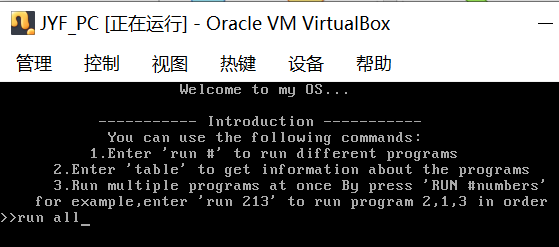 JYF_PC [正在运行] - Oracle VM VirtualBox
管理 控制 视图 热键 设备 帮助
Welcome to my OS...
----------- Introduction -----------
You can use the following commands:
1.Enter 'run #' to run different programs
2.Enter 'table' to get information about the programs
3.Run multiple programs at once By press 'RUN #numbers'
for example,enter 'run 213' to run program 2,1,3 in order
>>run all_